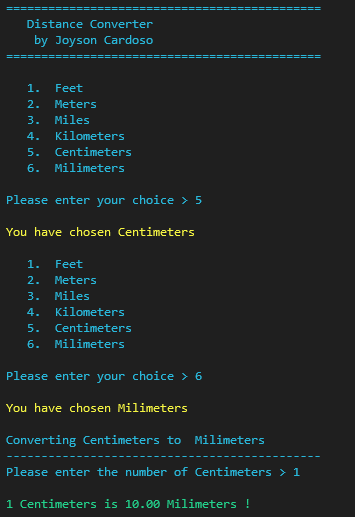 =============================================
Distance Converter
by Joyson Cardoso
=============================================
1. Feet
2. Meters
3. Miles
4. Kilometers
5. Centimeters
6. Milimeters
Please enter your choice > 5
You have chosen Centimeters
1. Feet
2. Meters
3. Miles
4. Kilometers
5. Centimeters
6. Milimeters
Please enter your choice > 6
You have chosen Milimeters
Converting Centimeters to  Milimeters
---------------------------------------------
Please enter the number of Centimeters > 1
1 Centimeters is 10.00 Milimeters !